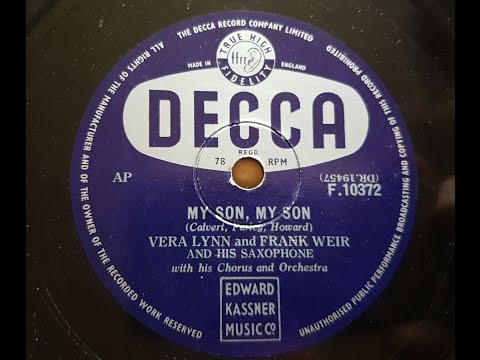 THE DECCA RECORD COMPANY LIMITED
ALL RIGHTS OF THE MANUFACTURER AND OF THE OWNER OF THE RECORDED WORK RESERVED
UNAUTHORISED PUBLIC PERFORMANCE BROADCASTING AND COPYING OF THIS RECORD PROHIBITED
TRUE HIGH
ffrr
FIDELITY
MADE IN ENGLAND
DECCA
REGD.
78 RPM
AP
(DR.19457)
F.10372
MY SON, MY SON
(Calvert, Farley, Howard)
VERA LYNN and FRANK WEIR
AND HIS SAXOPHONE
with his Chorus and Orchestra
EDWARD
KASSNER
MUSIC Co.